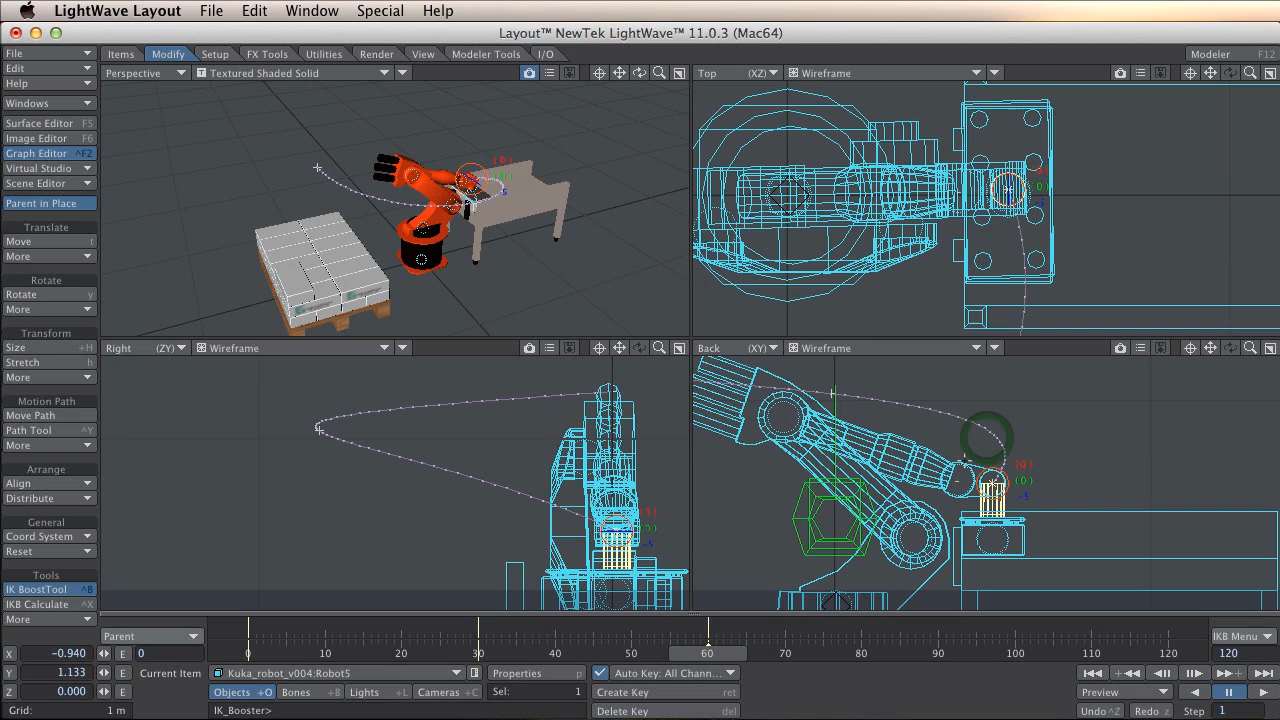 LightWave Layout File Edit Window Special Help
Layout™ NewTek LightWave™ 11.0.3 (Mac64)
File Items Modify Setup FX Tools Utilities Render View Modeler Tools I/O Modeler F12
Edit
Help
Windows
Surface Editor F5
Image Editor F6
Graph Editor ^F2
Virtual Studio
Scene Editor
Parent in Place
Translate
Move t
More
Rotate
Rotate y
More
Transform
Size +H
Stretch h
More
Motion Path
Move Path
Path Tool ^Y
More
Arrange
Align
Distribute
General
Coord System
Reset
Tools
IK BoostTool ^B
IKB Calculate ^X
More
Perspective Textured Shaded Solid
Top (XZ) Wireframe
Right (ZY) Wireframe
Back (XY) Wireframe
(0)
(0)
-5
(0)
(0)
-5
Parent
X -0.940 E 0
Y 1.133 E
Z 0.000 E
Grid: 1 m
0 10 20 30 40 50 60 70 80 90 100 110 120
IKB Menu
120
Current Item Kuka_robot_v004:Robot5 Properties p Auto Key: All Chann...
Objects +O Bones +B Lights +L Cameras +C Sel: 1 Create Key ret
IK_Booster> Delete Key del
Preview
Undo ^Z Redo z Step 1